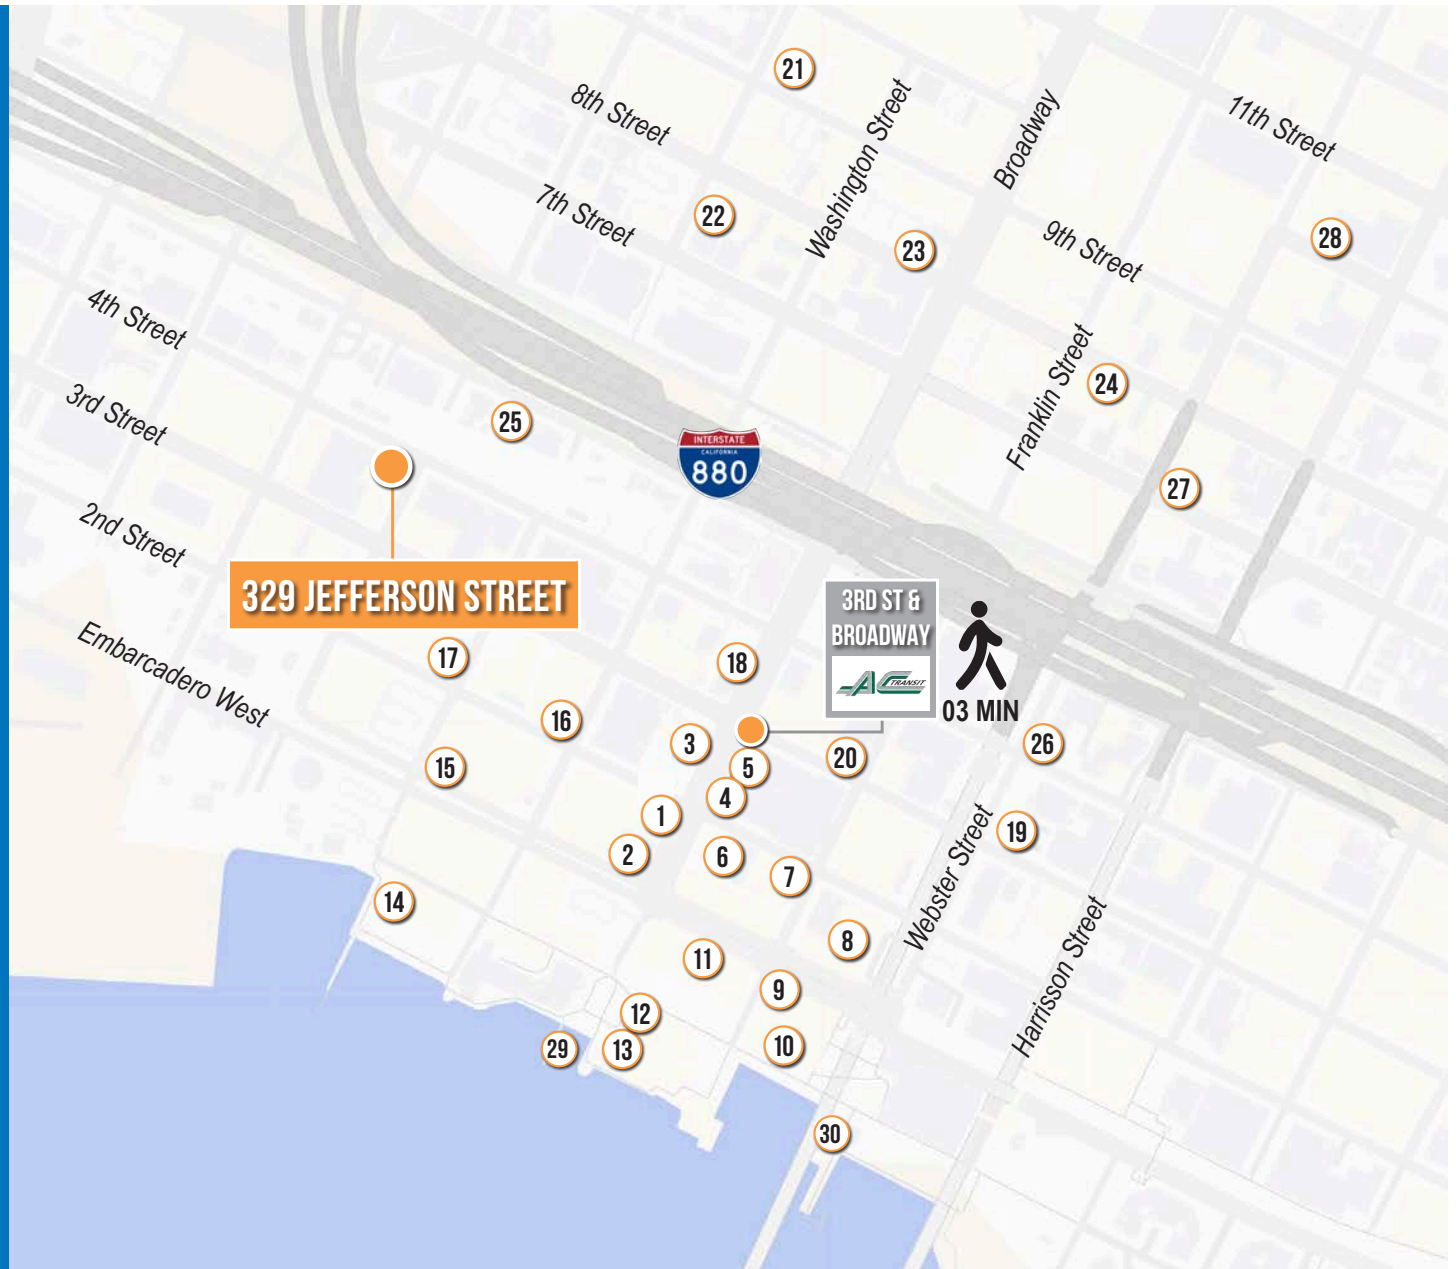 21
8th Street
Washington Street
Broadway
11th Street
7th Street
22
23
9th Street
28
4th Street
Franklin Street
24
3rd Street
25
INTERSTATE
CALIFORNIA
880
27
2nd Street
329 JEFFERSON STREET
3RD ST &
BROADWAY
AC TRANSIT
03 MIN
Embarcadero West
17
18
16
3
5
20
26
15
4
1
19
2
6
7
Webster Street
14
8
Harrisson Street
11
9
12
13
29
10
30